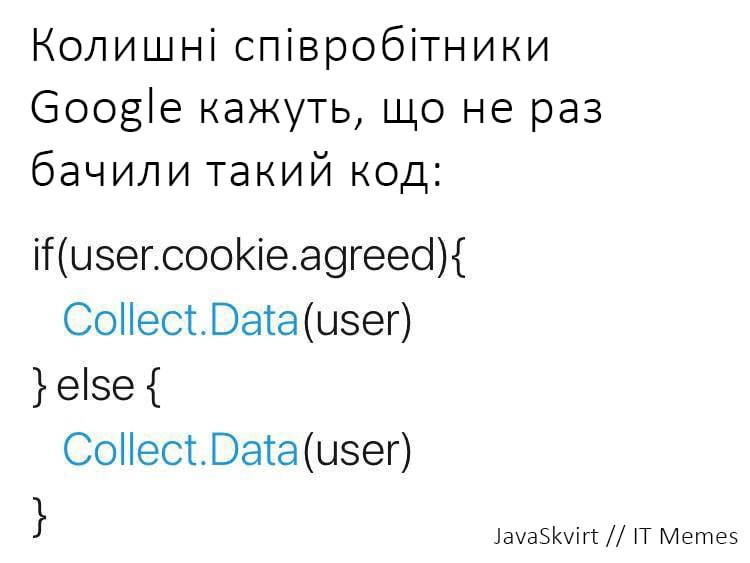 Колишні співробітники
Google кажуть, що не раз
бачили такий код:
if(user.cookie.agreed){
Collect.Data(user)
} else {
Collect.Data(user)
}
JavaSkvirt // IT Memes